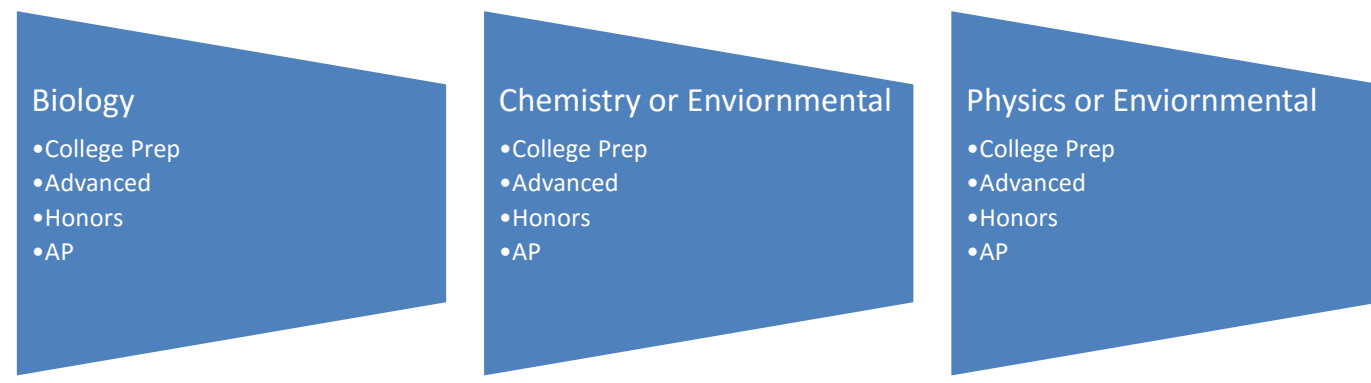 Biology
•College Prep
•Advanced
•Honors
•AP
Chemistry or Enviornmental
•College Prep
•Advanced
•Honors
•AP
Physics or Enviornmental
•College Prep
•Advanced
•Honors
•AP